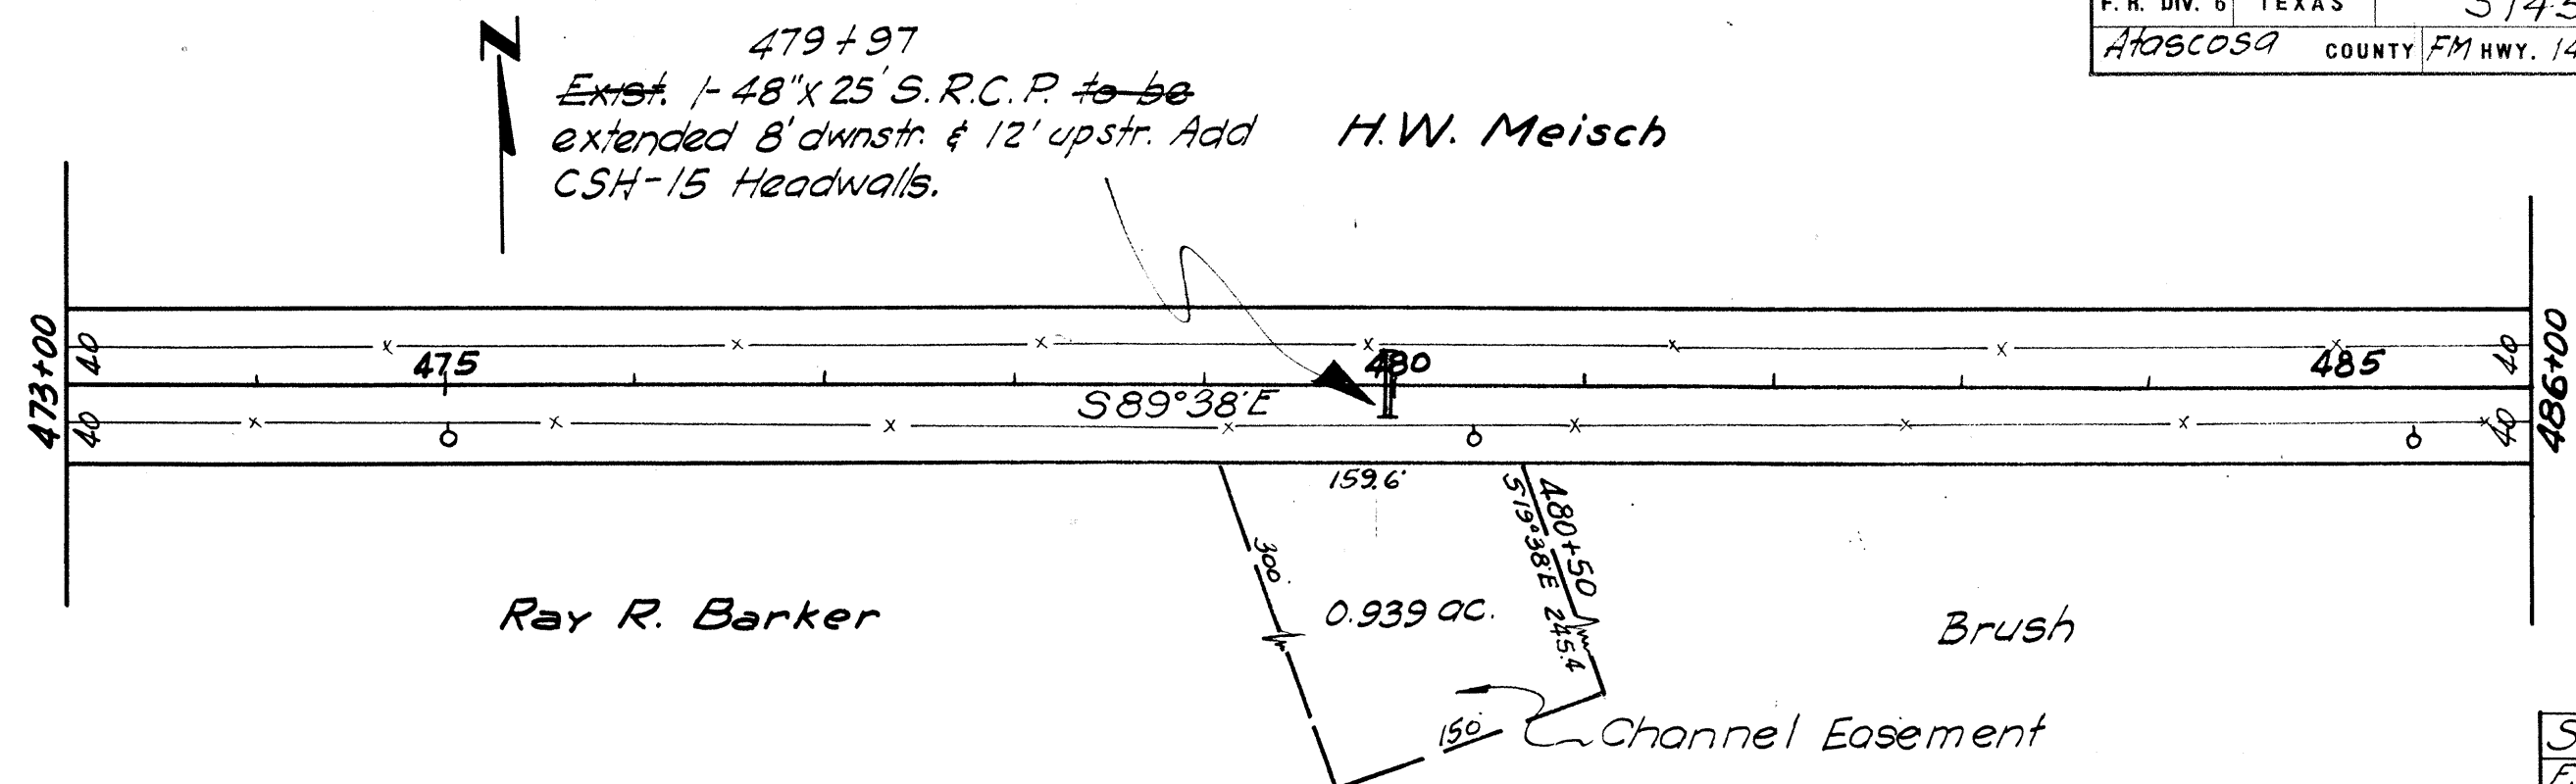 F. R. DIV. 6 TEXAS
Atascosa COUNTY FM HWY. 14
N
479+97
Exist. 1-48"x25' S.R.C.P. to be
extended 8' dwnstr. & 12' upstr. Add
CSH-15 Headwalls.
H.W. Meisch
473+00
40
40
475
480
485
S89°38'E
40
40
486+00
159.6'
480+50
S19°38'E 245.4
300'
0.939 ac.
Ray R. Barker
Brush
150'
Channel Easement